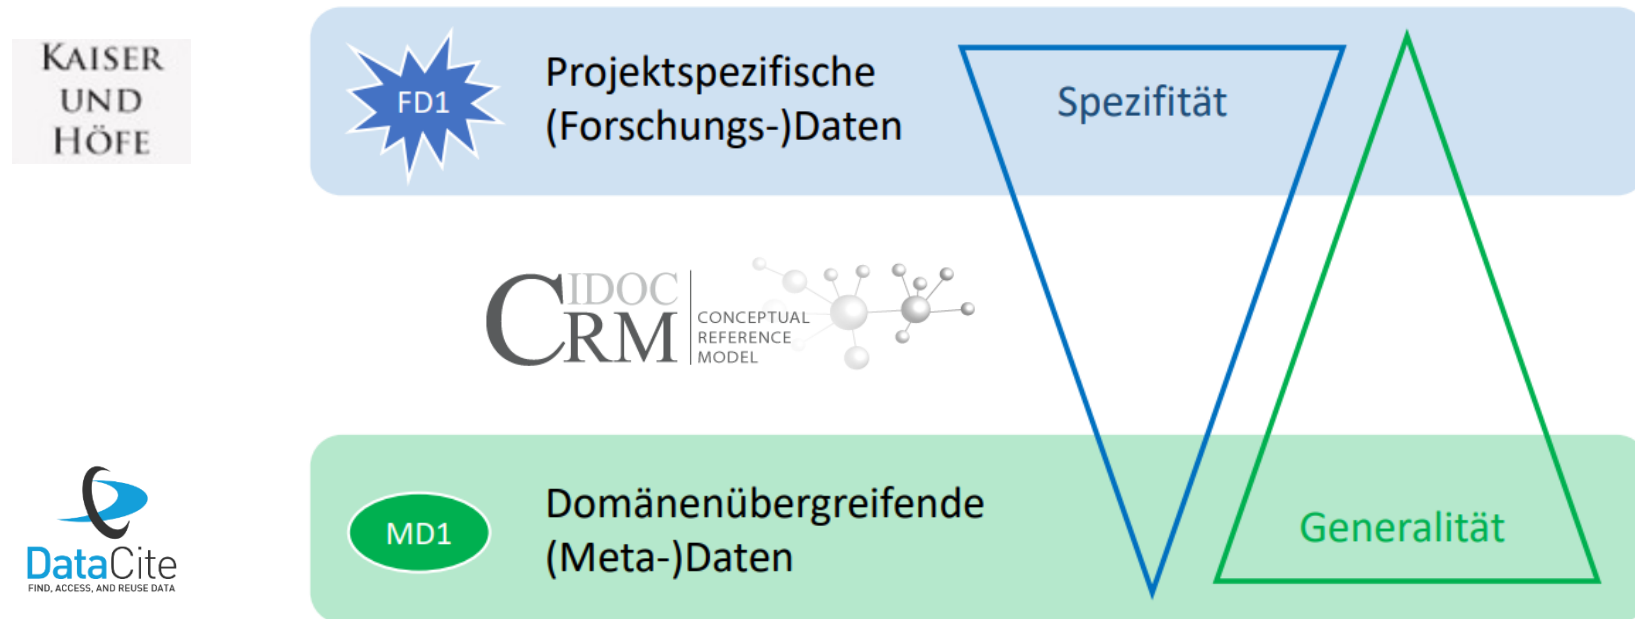 KAISER
UND
HÖFE
FD1
Projektspezifische
(Forschungs-)Daten
Spezifität
CIDOC
CRM
CONCEPTUAL
REFERENCE
MODEL
DataCite
FIND, ACCESS, AND REUSE DATA
MD1
Domänenübergreifende
(Meta-)Daten
Generalität